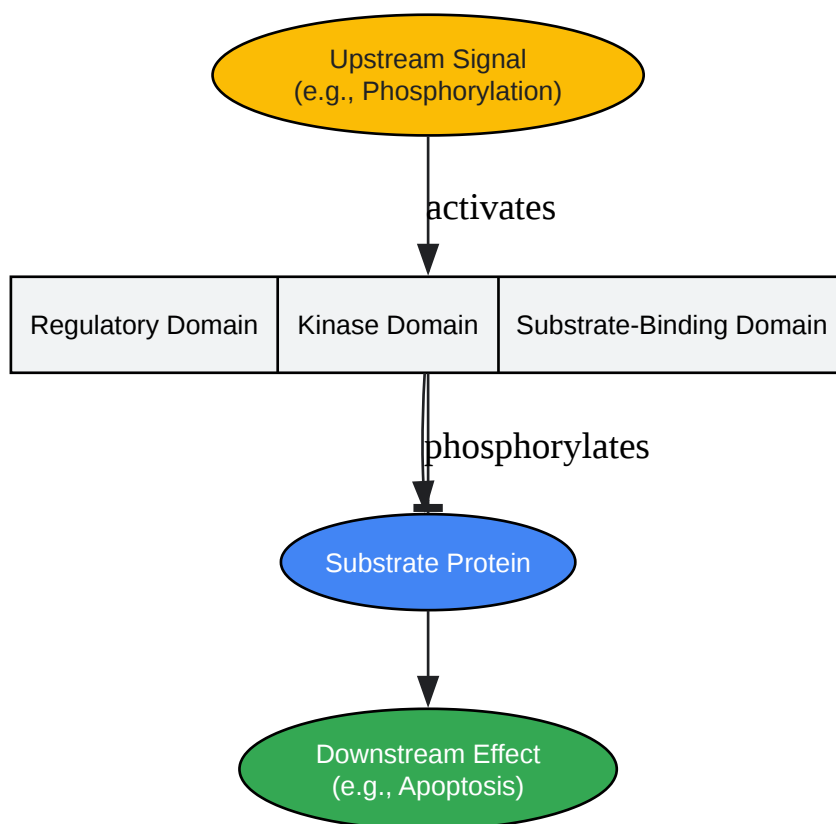 Upstream Signal
(e.g., Phosphorylation)
activates
Regulatory Domain
Kinase Domain
Substrate-Binding Domain
phosphorylates
Substrate Protein
Downstream Effect
(e.g., Apoptosis)